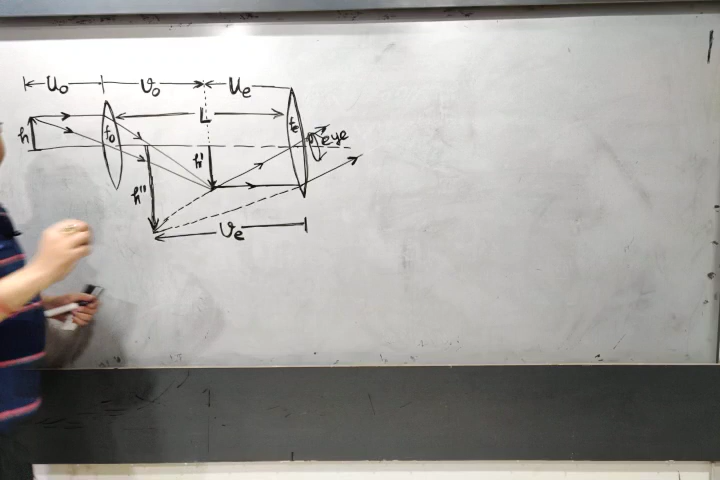 u₀ v₀ uₑ
L
h f₀ h' fₑ eye
h''
vₑ